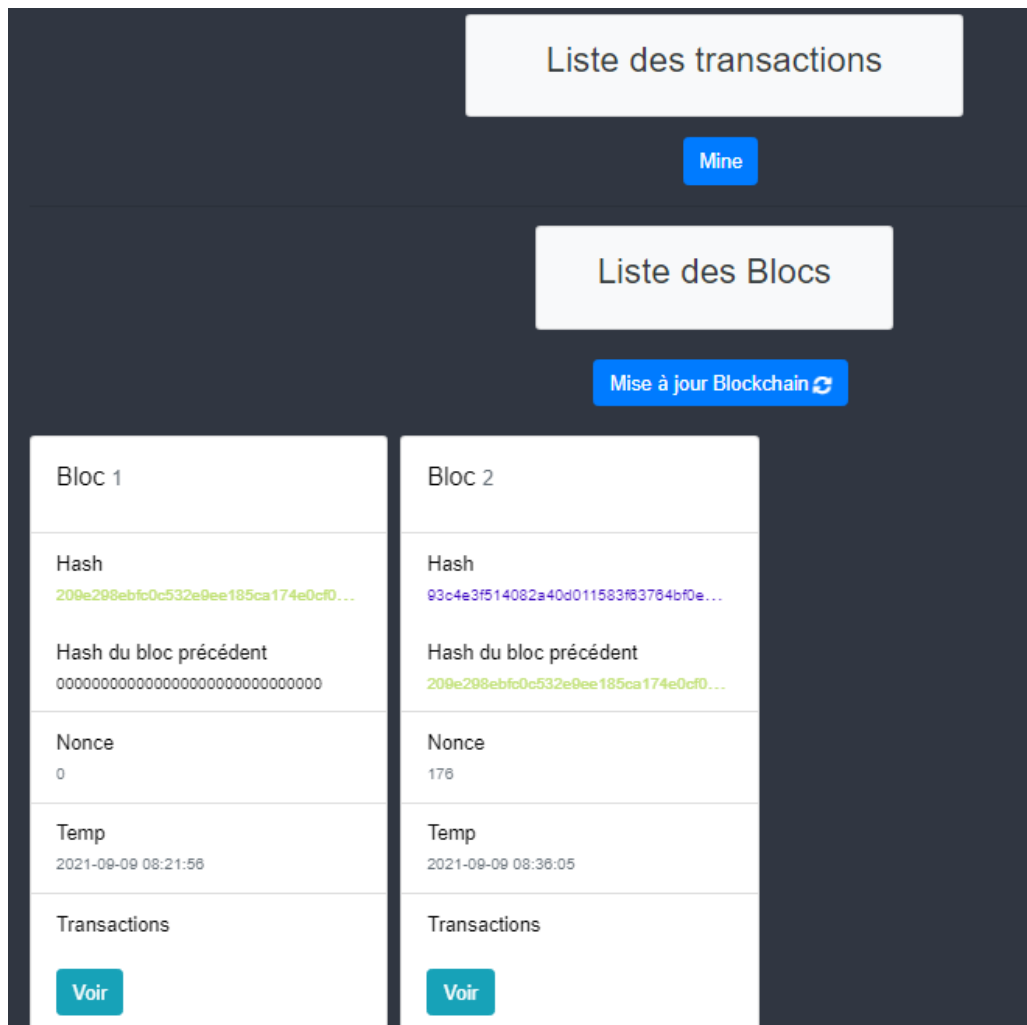 Liste des transactions
Mine
Liste des Blocs
Mise à jour Blockchain
Bloc 1
Hash
209e298ebfc0c532e9ee185ca174e0cf0...
Hash du bloc précédent
00000000000000000000000000000000
Nonce
0
Temp
2021-09-09 08:21:56
Transactions
Voir
Bloc 2
Hash
93c4e3f514082a40d011583f63764bf0e...
Hash du bloc précédent
209e298ebfc0c532e9ee185ca174e0cf0...
Nonce
176
Temp
2021-09-09 08:36:05
Transactions
Voir